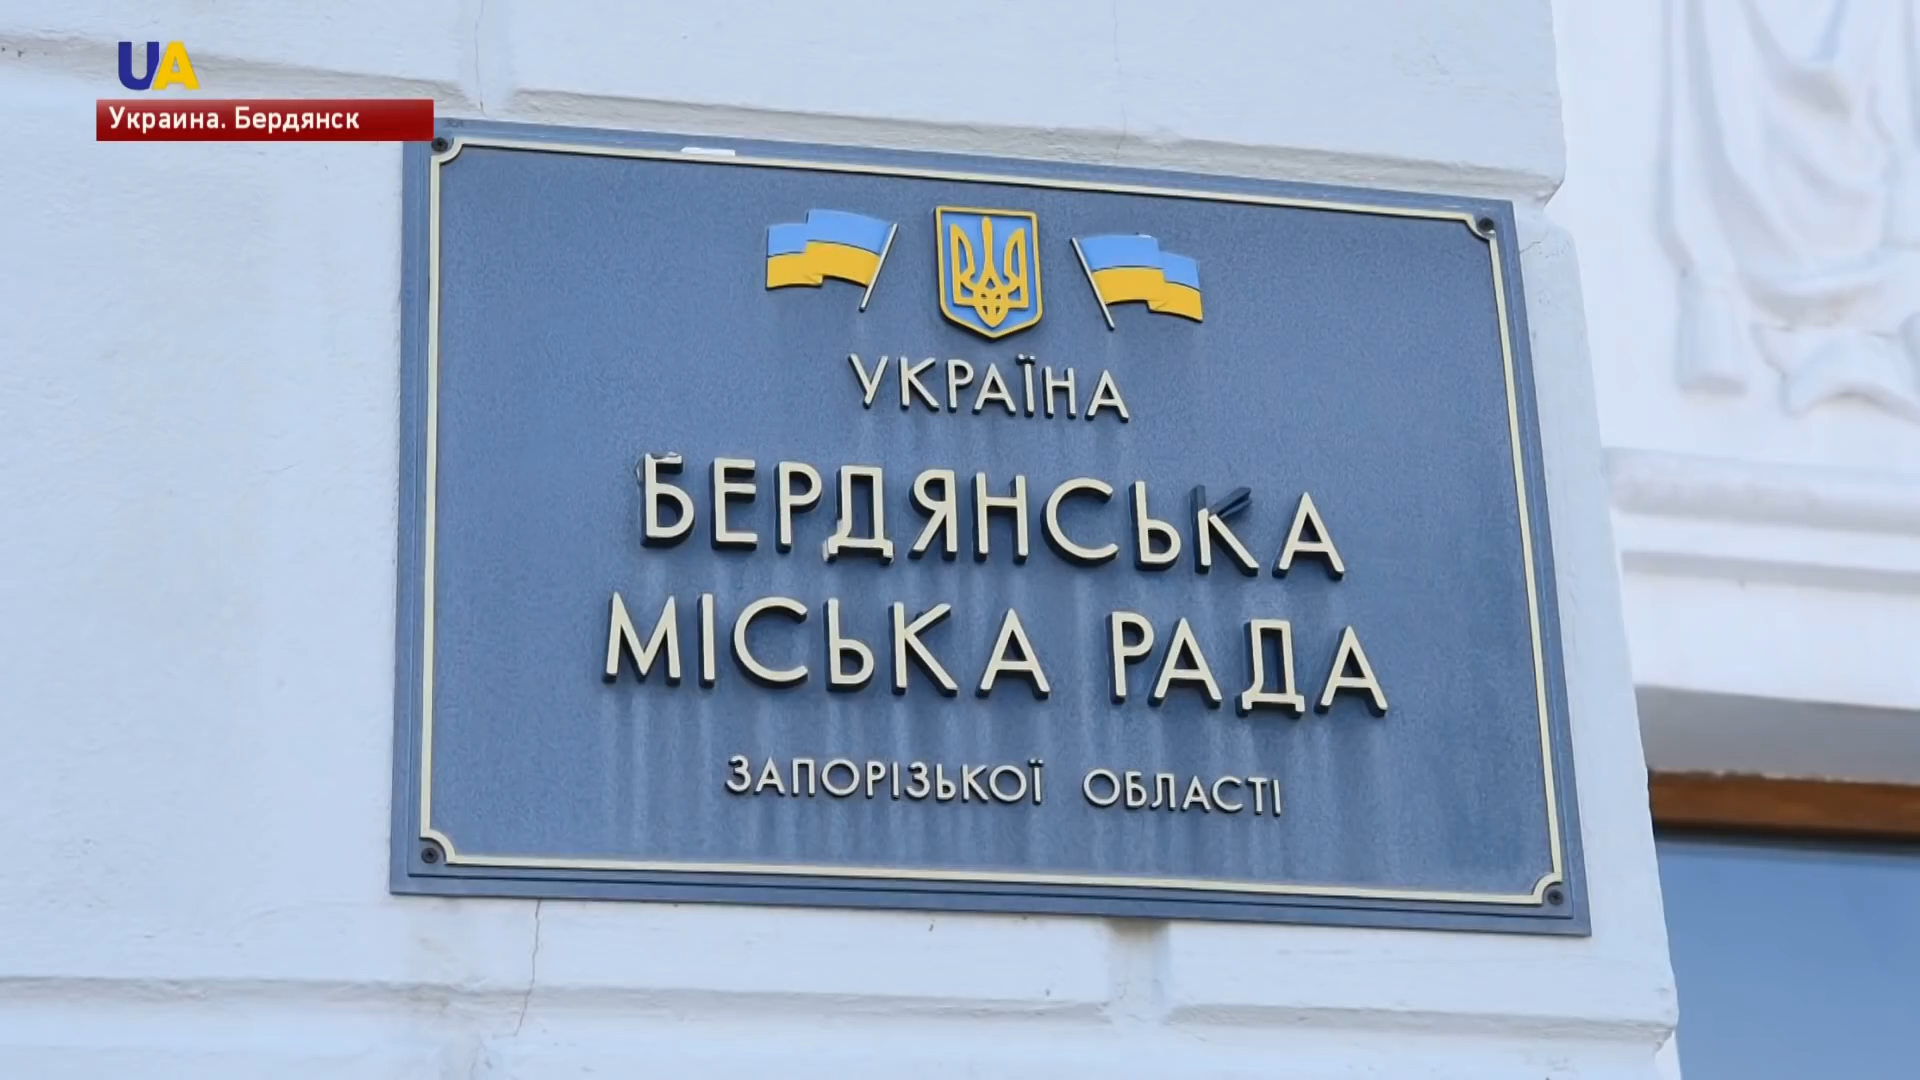 UA
Украина. Бердянск
УКРАЇНА
БЕРДЯНСЬКА
МІСЬКА РАДА
ЗАПОРІЗЬКОЇ ОБЛАСТІ